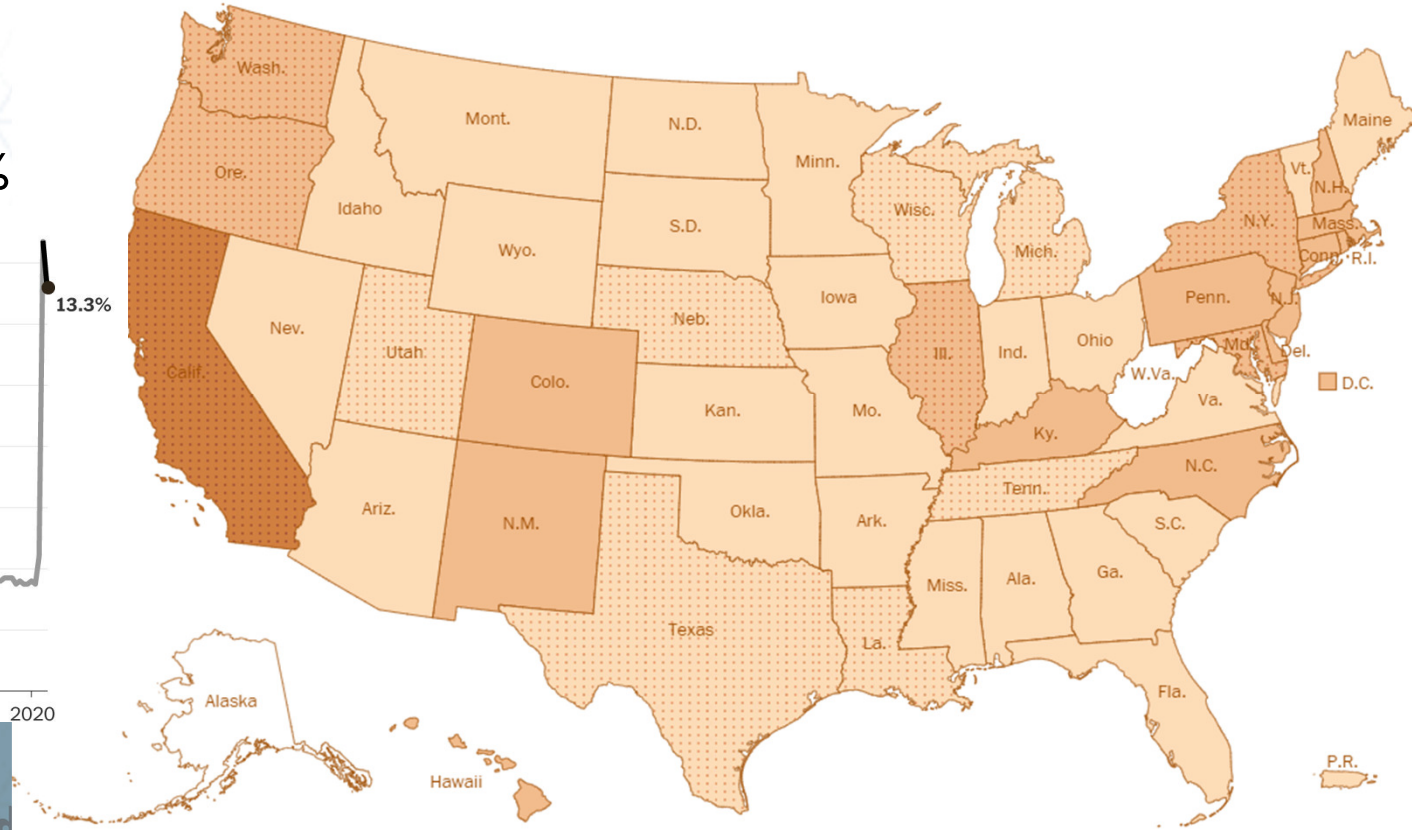 %
13.3%
2020
Wash.
Ore.
Calif.
Idaho
Nev.
Mont.
Wyo.
Utah
Colo.
Ariz.
N.M.
N.D.
S.D.
Neb.
Kan.
Okla.
Texas
Minn.
Iowa
Mo.
Ark.
La.
Wisc.
Ill.
Mich.
Ind.
Ohio
Ky.
Tenn.
Miss.
Ala.
Ga.
Fla.
S.C.
N.C.
Va.
W.Va.
Penn.
N.Y.
Vt.
N.H.
Maine
Mass.
Conn.
R.I.
N.J.
Md.
Del.
D.C.
Alaska
Hawaii
P.R.